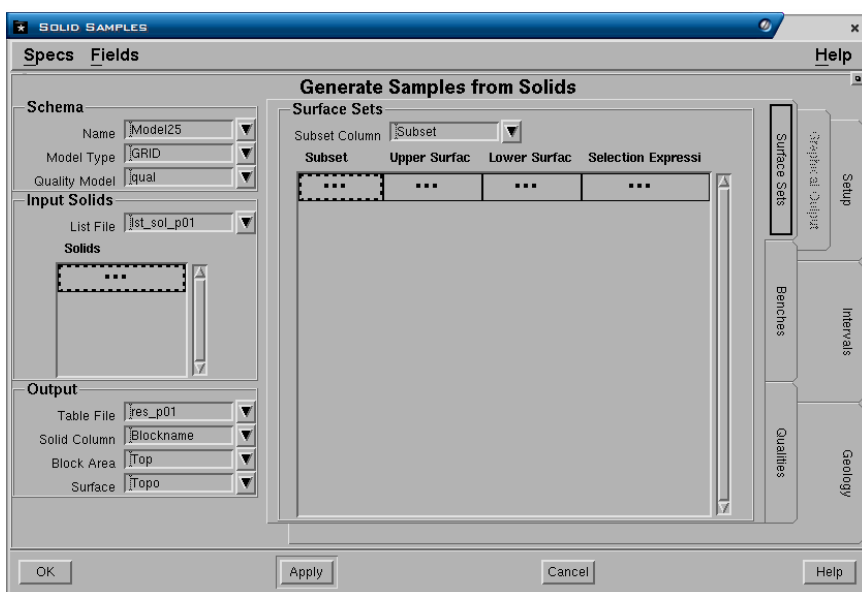 SOLID SAMPLES
Specs Fields Help
Generate Samples from Solids
Schema
Name Model25
Model Type GRID
Quality Model qual
Input Solids
List File lst_sol_p01
Solids
...
Output
Table File res_p01
Solid Column Blockname
Block Area Top
Surface Topo
Surface Sets
Subset Column Subset
Subset Upper Surfac Lower Surfac Selection Expressi
... ... ... ...
Surface Sets
Benches
Qualities
Graphical Output
Setup
Intervals
Geology
OK Apply Cancel Help